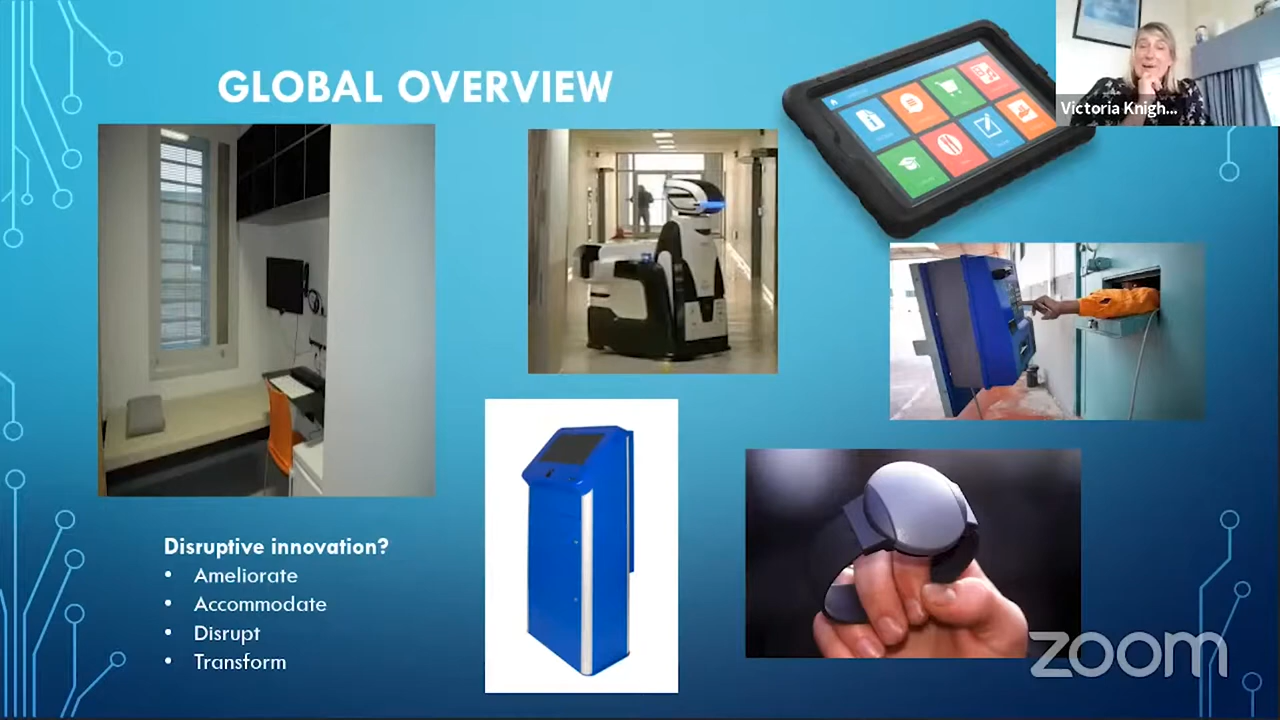 GLOBAL OVERVIEW
Victoria Knigh...
Disruptive innovation?
• Ameliorate
• Accommodate
• Disrupt
• Transform
zoom